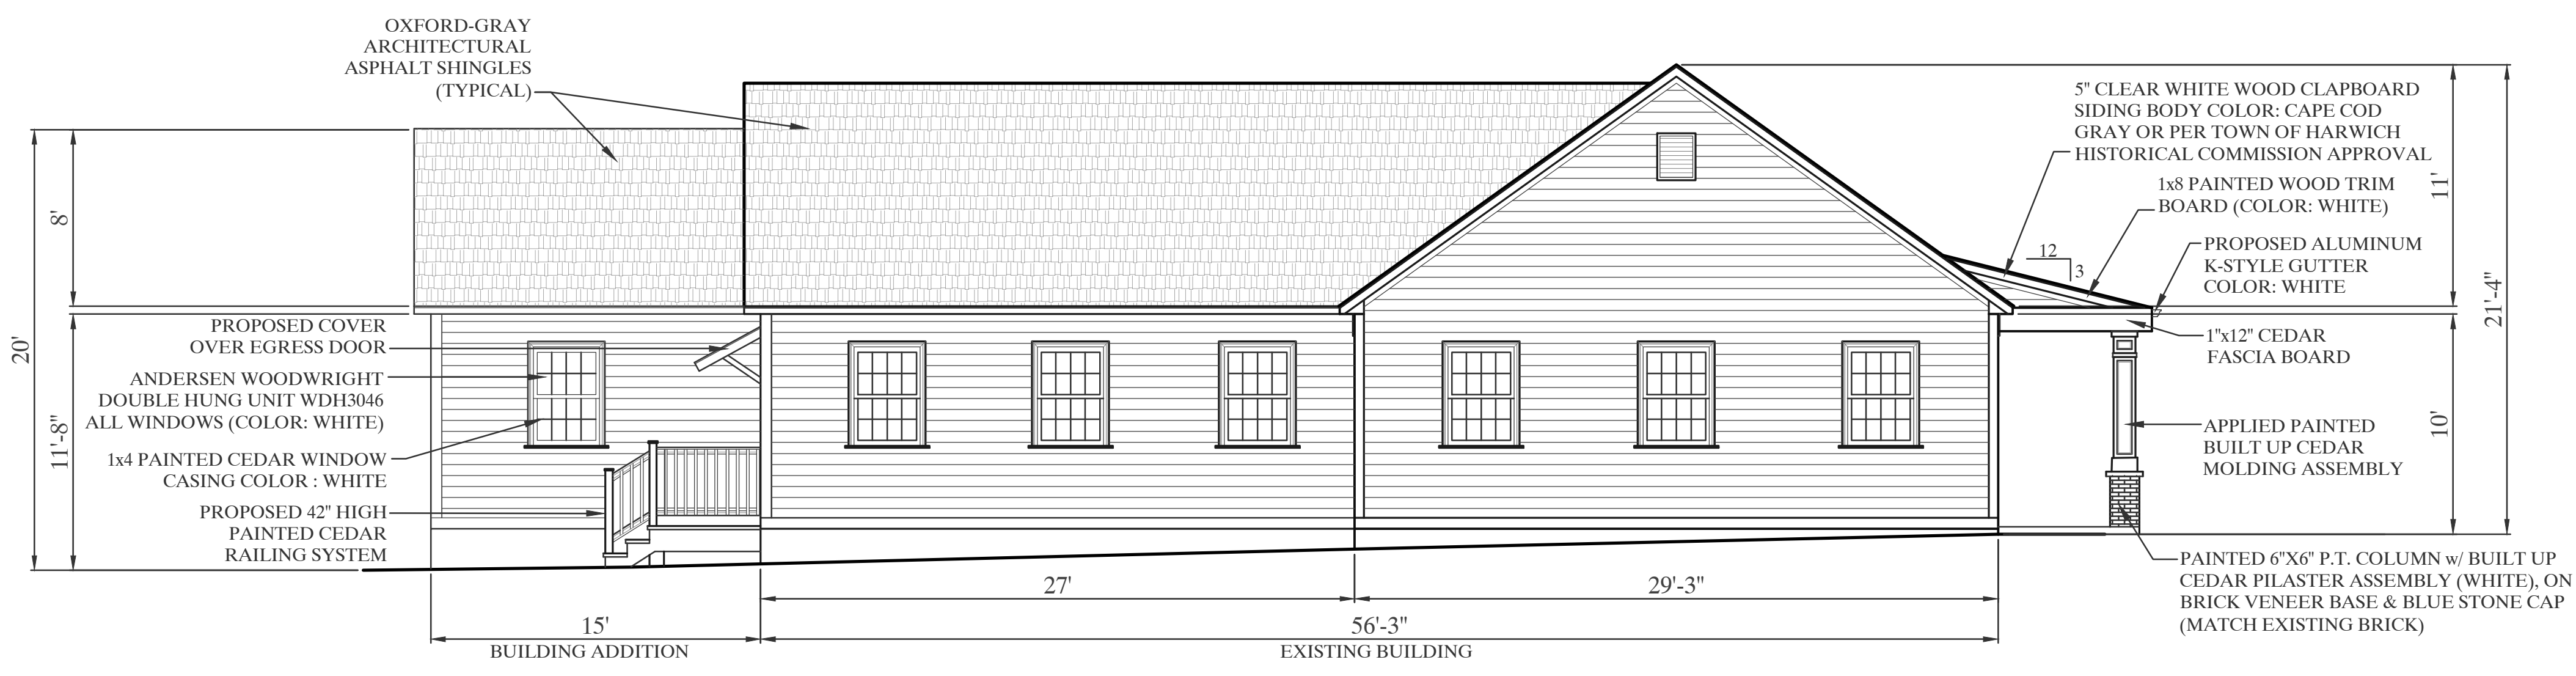 OXFORD-GRAY
ARCHITECTURAL
ASPHALT SHINGLES
(TYPICAL)
8'
20'
11'-8"
PROPOSED COVER
OVER EGRESS DOOR
ANDERSEN WOODWRIGHT
DOUBLE HUNG UNIT WDH3046
ALL WINDOWS (COLOR: WHITE)
1x4 PAINTED CEDAR WINDOW
CASING COLOR : WHITE
PROPOSED 42" HIGH
PAINTED CEDAR
RAILING SYSTEM
5" CLEAR WHITE WOOD CLAPBOARD
SIDING BODY COLOR: CAPE COD
GRAY OR PER TOWN OF HARWICH
HISTORICAL COMMISSION APPROVAL
1x8 PAINTED WOOD TRIM
BOARD (COLOR: WHITE)
12
3
PROPOSED ALUMINUM
K-STYLE GUTTER
COLOR: WHITE
1"x12" CEDAR
FASCIA BOARD
APPLIED PAINTED
BUILT UP CEDAR
MOLDING ASSEMBLY
11'
21'-4"
10'
PAINTED 6"X6" P.T. COLUMN w/ BUILT UP
CEDAR PILASTER ASSEMBLY (WHITE), ON
BRICK VENEER BASE & BLUE STONE CAP
(MATCH EXISTING BRICK)
27'
29'-3"
15'
56'-3"
BUILDING ADDITION
EXISTING BUILDING